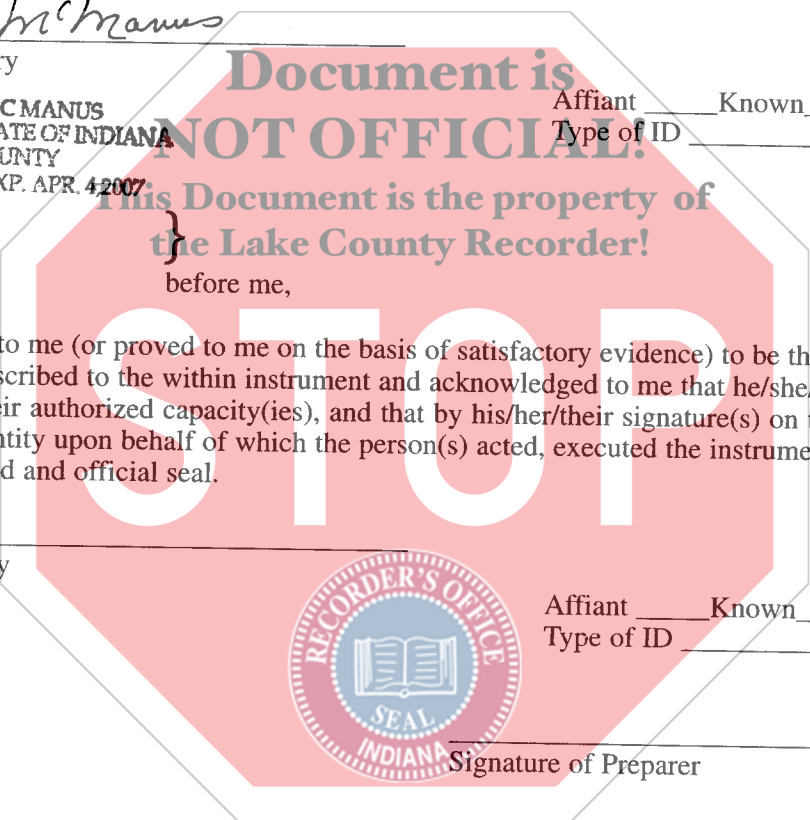 McManus
ry
Document is
C MANUS
Affiant _____Known_
ATE OF INDIANA
NOT OFFICIAL!
Type of ID
UNTY
XP. APR. 4,2007
This Document is the property of
}
the Lake County Recorder!
before me,
STOP
to me (or proved to me on the basis of satisfactory evidence) to be th
scribed to the within instrument and acknowledged to me that he/she/
eir authorized capacity(ies), and that by his/her/their signature(s) on t
ntity upon behalf of which the person(s) acted, executed the instrume
d and official seal.
y
RECORDER'S OFFICE
SEAL
INDIANA
Affiant _____Known_
Type of ID
Signature of Preparer